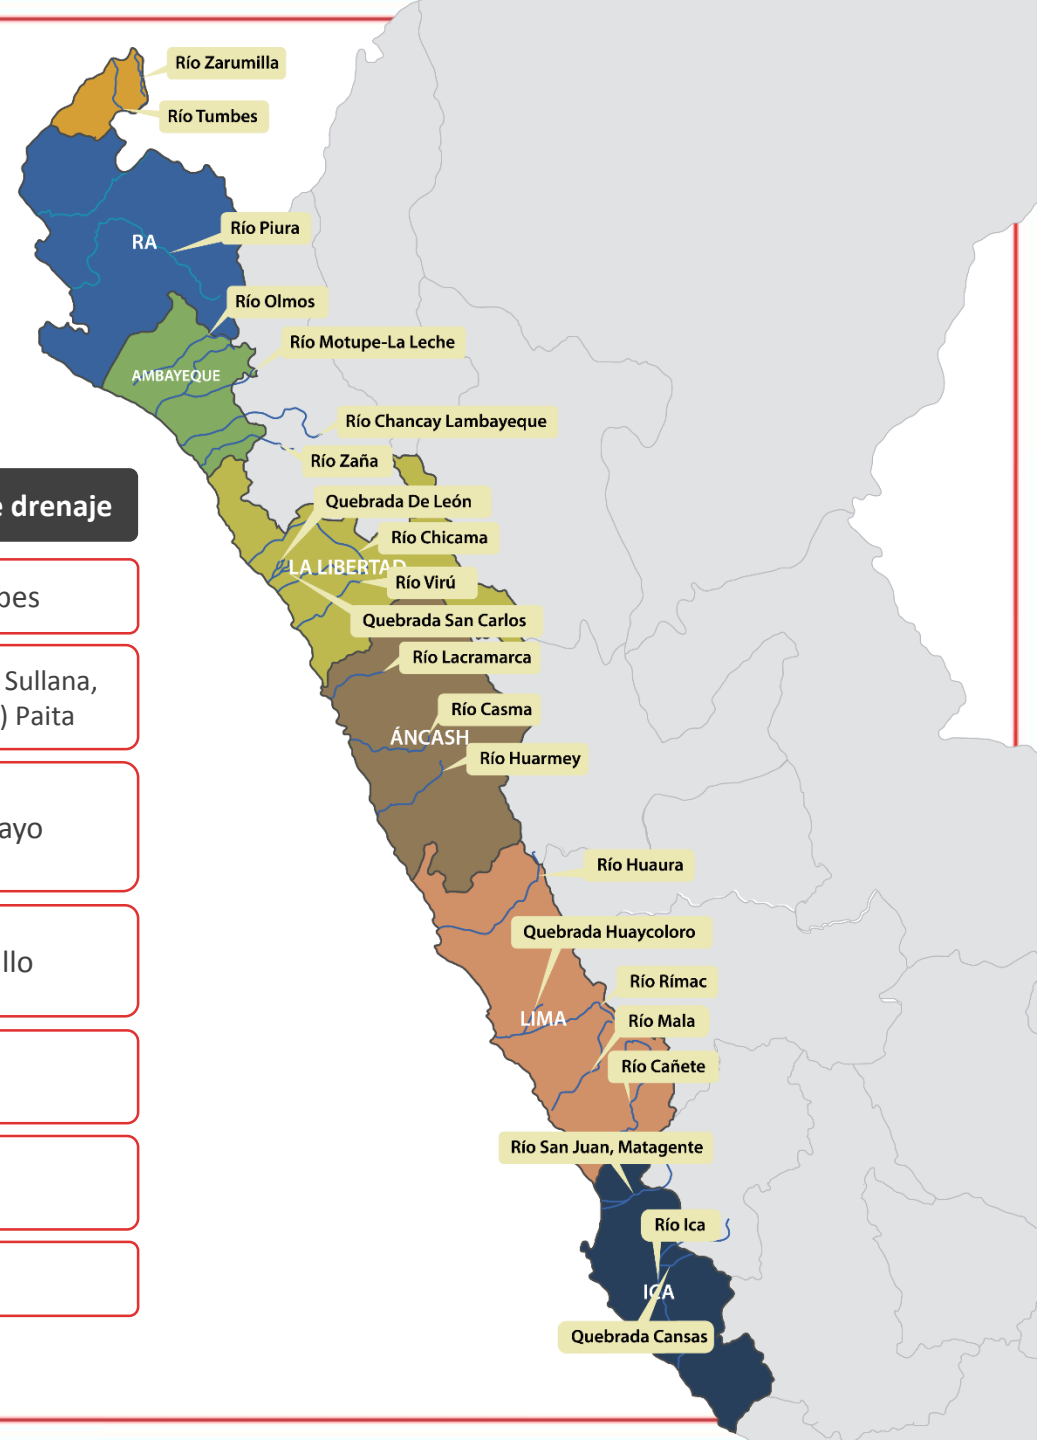 Río Zarumilla
Río Tumbes
Río Piura
RA
Río Olmos
Río Motupe-La Leche
AMBAYEQUE
Río Chancay Lambayeque
Río Zaña
Quebrada De León
Río Chicama
LA LIBERTAD
Río Virú
Quebrada San Carlos
Río Lacramarca
Río Casma
ÁNCASH
Río Huarmey
Río Huaura
Quebrada Huaycoloro
Río Rímac
LIMA
Río Mala
Río Cañete
Río San Juan, Matagente
Río Ica
ICA
Quebrada Cansas
e drenaje
bes
Sullana,
) Paita
ayo
llo